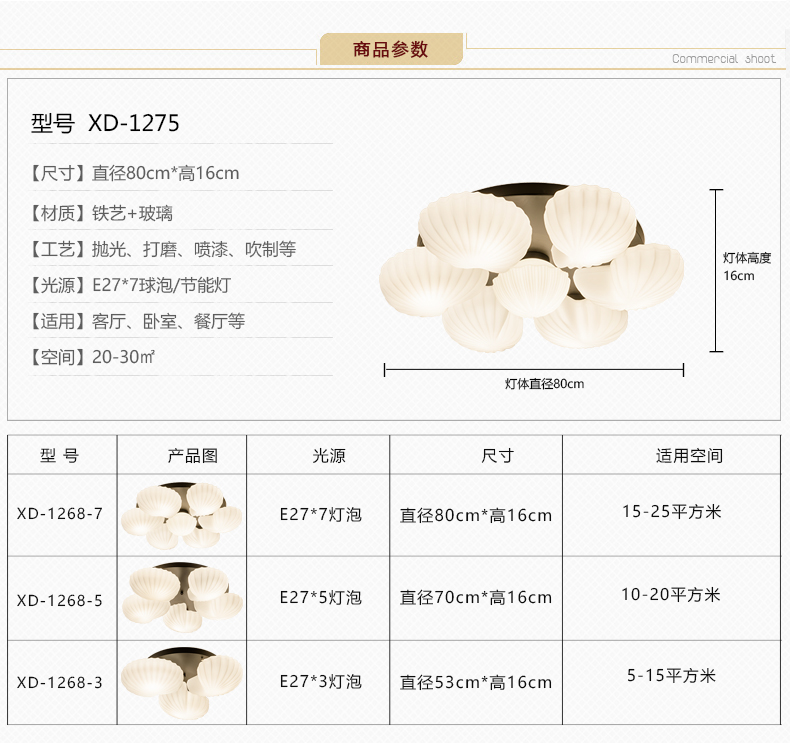 商品参数
Commercial shoot
型号 XD-1275
【尺寸】直径80cm*高16cm
【材质】铁艺+玻璃
【工艺】抛光、打磨、喷漆、吹制等
【光源】E27*7球泡/节能灯
【适用】客厅、卧室、餐厅等
【空间】20-30㎡
灯体高度
16cm
灯体直径80cm
型 号 产品图 光源 尺寸 适用空间
XD-1268-7 E27*7灯泡 直径80cm*高16cm 15-25平方米
XD-1268-5 E27*5灯泡 直径70cm*高16cm 10-20平方米
XD-1268-3 E27*3灯泡 直径53cm*高16cm 5-15平方米